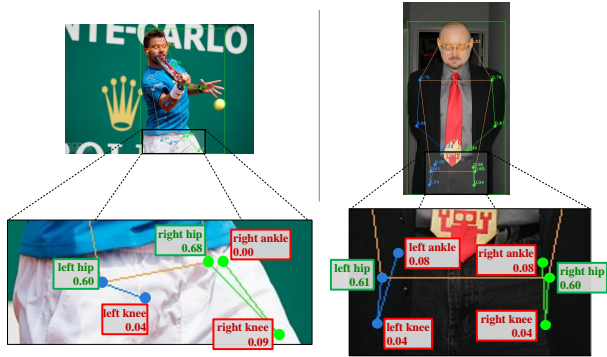 NTE-CARLO
right hip
0.68
right ankle
0.00
left hip
0.60
left knee
0.04
right knee
0.09
0.76
left ankle
0.08
right ankle
0.08
left hip
0.61
right hip
0.60
left knee
0.04
right knee
0.04